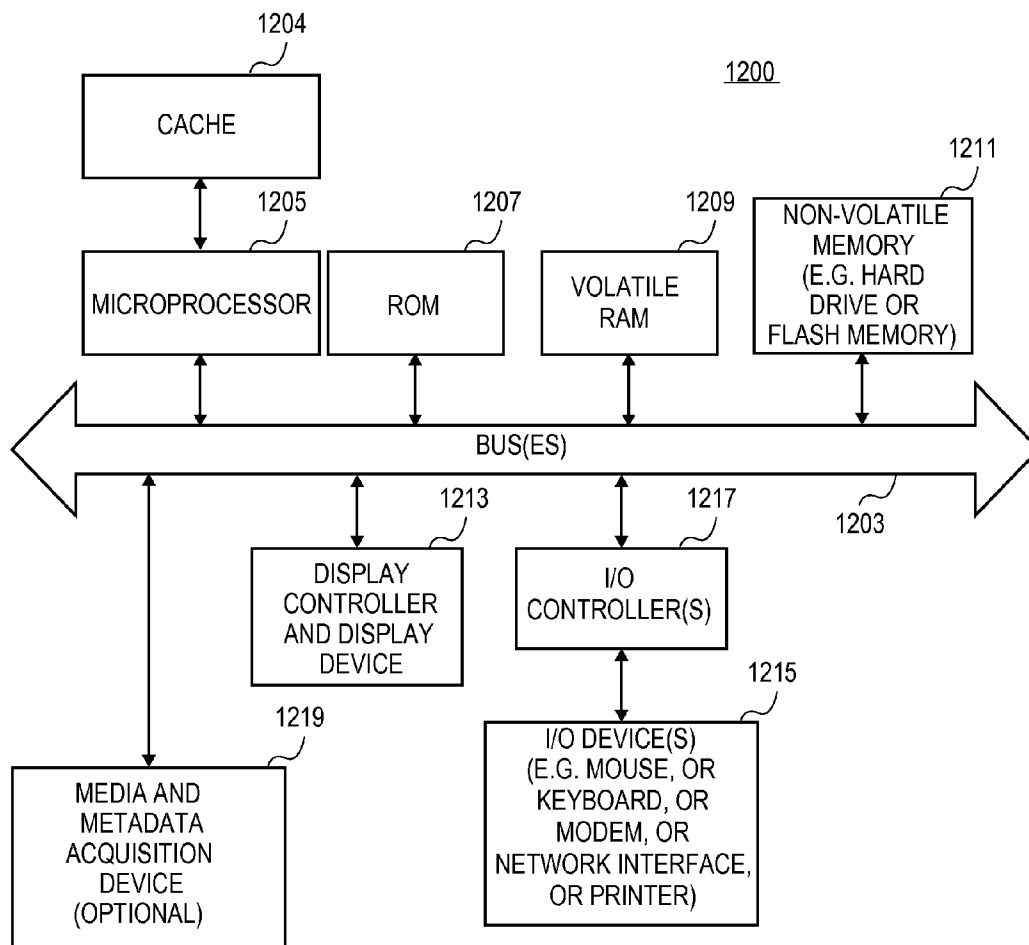 1204
1200
CACHE
1211
1205
1207
1209
NON-VOLATILE
MEMORY
(E.G. HARD
DRIVE OR
FLASH MEMORY)
MICROPROCESSOR
ROM
VOLATILE
RAM
BUS(ES)
1203
1213
1217
DISPLAY
CONTROLLER
AND DISPLAY
DEVICE
I/O
CONTROLLER(S)
1219
1215
MEDIA AND
METADATA
ACQUISITION
DEVICE
(OPTIONAL)
I/O DEVICE(S)
(E.G. MOUSE, OR
KEYBOARD, OR
MODEM, OR
NETWORK INTERFACE,
OR PRINTER)